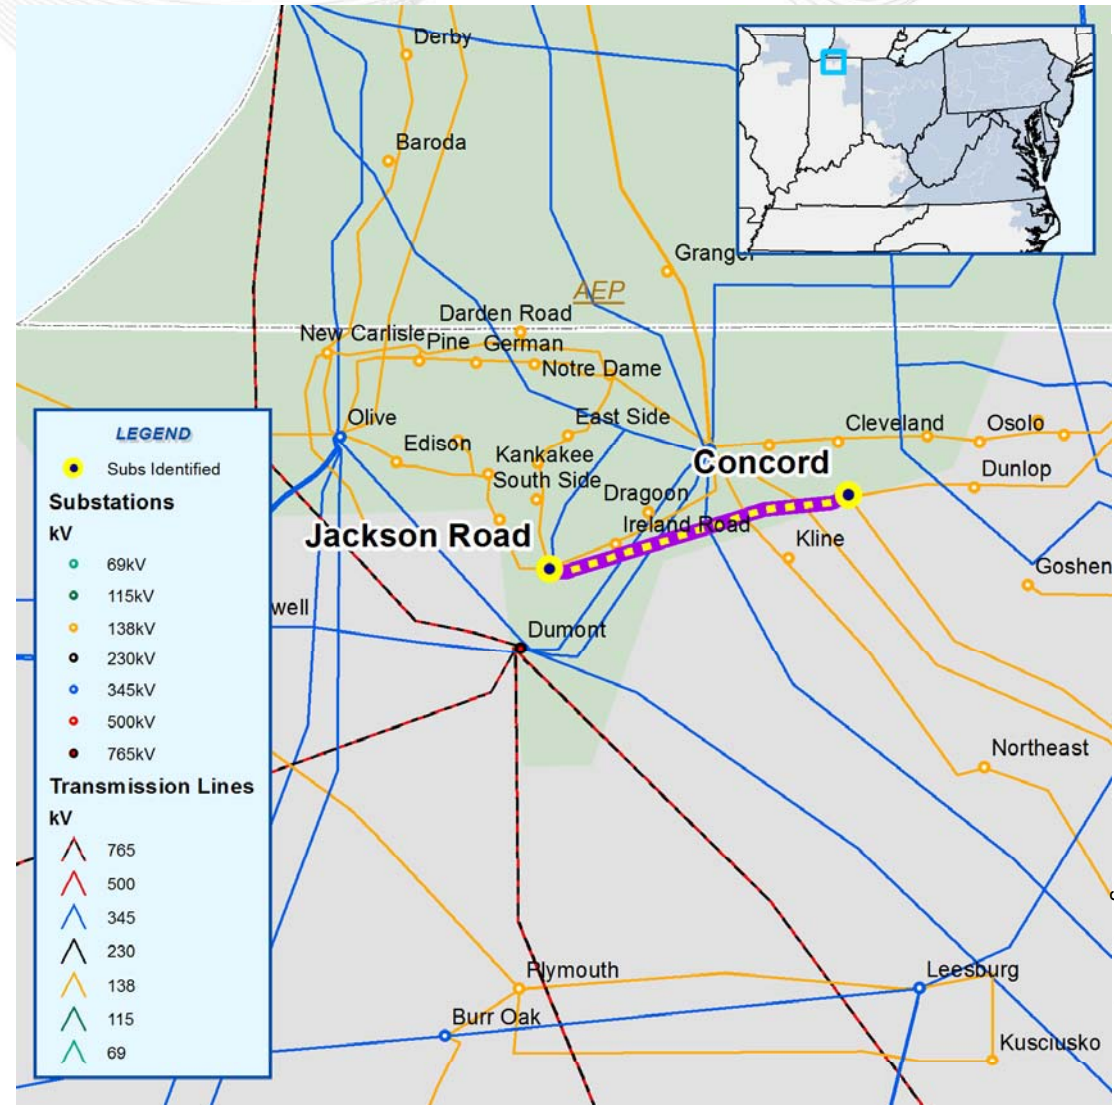 Derby
Baroda
Granger
AEP
Darden Road
New Carlisle
Pine
German
Notre Dame
Olive
East Side
Cleveland
Osolo
Edison
Kankakee
Concord
South Side
Dunlop
Dragoon
Jackson Road
Ireland Road
Kline
Goshen
well
Dumont
Northeast
Plymouth
Leesburg
Burr Oak
Kusciusko
LEGEND
Subs Identified
Substations
kV
69kV
115kV
138kV
230kV
345kV
500kV
765kV
Transmission Lines
kV
765
500
345
230
138
115
69